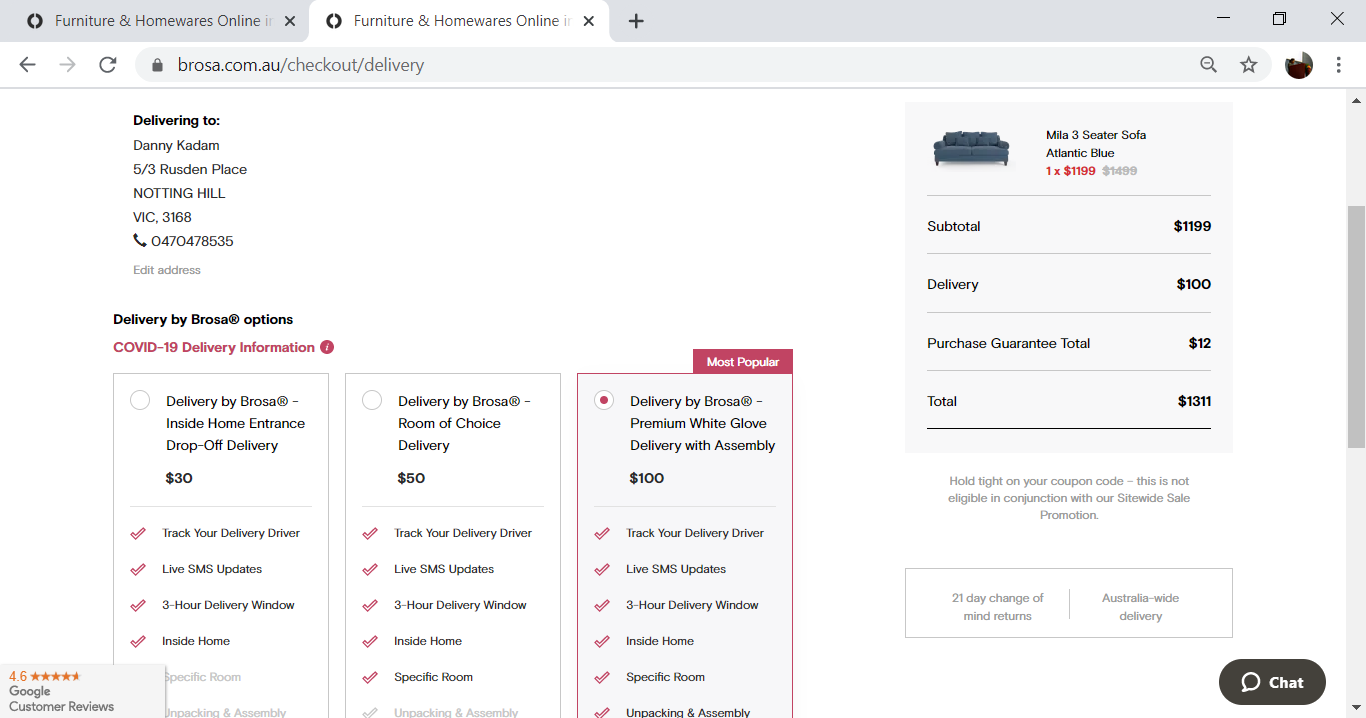 Furniture & Homewares Online in
Furniture & Homewares Online in
brosa.com.au/checkout/delivery
Delivering to:
Danny Kadam
5/3 Rusden Place
NOTTING HILL
VIC, 3168
0470478535
Edit address
Delivery by Brosa® options
COVID-19 Delivery Information i
Delivery by Brosa® –
Inside Home Entrance
Drop-Off Delivery
$30
Track Your Delivery Driver
Live SMS Updates
3-Hour Delivery Window
Inside Home
Specific Room
Unpacking & Assembly
Delivery by Brosa® –
Room of Choice
Delivery
$50
Track Your Delivery Driver
Live SMS Updates
3-Hour Delivery Window
Inside Home
Specific Room
Unpacking & Assembly
Most Popular
Delivery by Brosa® –
Premium White Glove
Delivery with Assembly
$100
Track Your Delivery Driver
Live SMS Updates
3-Hour Delivery Window
Inside Home
Specific Room
Unpacking & Assembly
Mila 3 Seater Sofa
Atlantic Blue
1 x $1199 $1499
Subtotal $1199
Delivery $100
Purchase Guarantee Total $12
Total $1311
Hold tight on your coupon code – this is not
eligible in conjunction with our Sitewide Sale
Promotion.
21 day change of
mind returns
Australia-wide
delivery
4.6 ★★★★★
Google
Customer Reviews
Chat